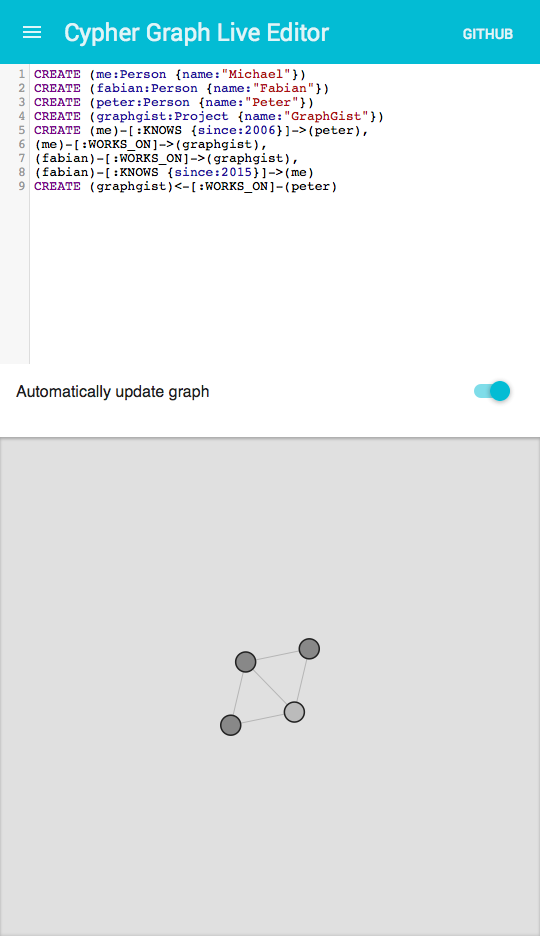 Cypher Graph Live Editor
GITHUB
1 CREATE (me:Person {name:"Michael"})
2 CREATE (fabian:Person {name:"Fabian"})
3 CREATE (peter:Person {name:"Peter"})
4 CREATE (graphgist:Project {name:"GraphGist"})
5 CREATE (me)-[:KNOWS {since:2006}]->(peter),
6 (me)-[:WORKS_ON]->(graphgist),
7 (fabian)-[:WORKS_ON]->(graphgist),
8 (fabian)-[:KNOWS {since:2015}]->(me)
9 CREATE (graphgist)<-[:WORKS_ON]-(peter)
Automatically update graph